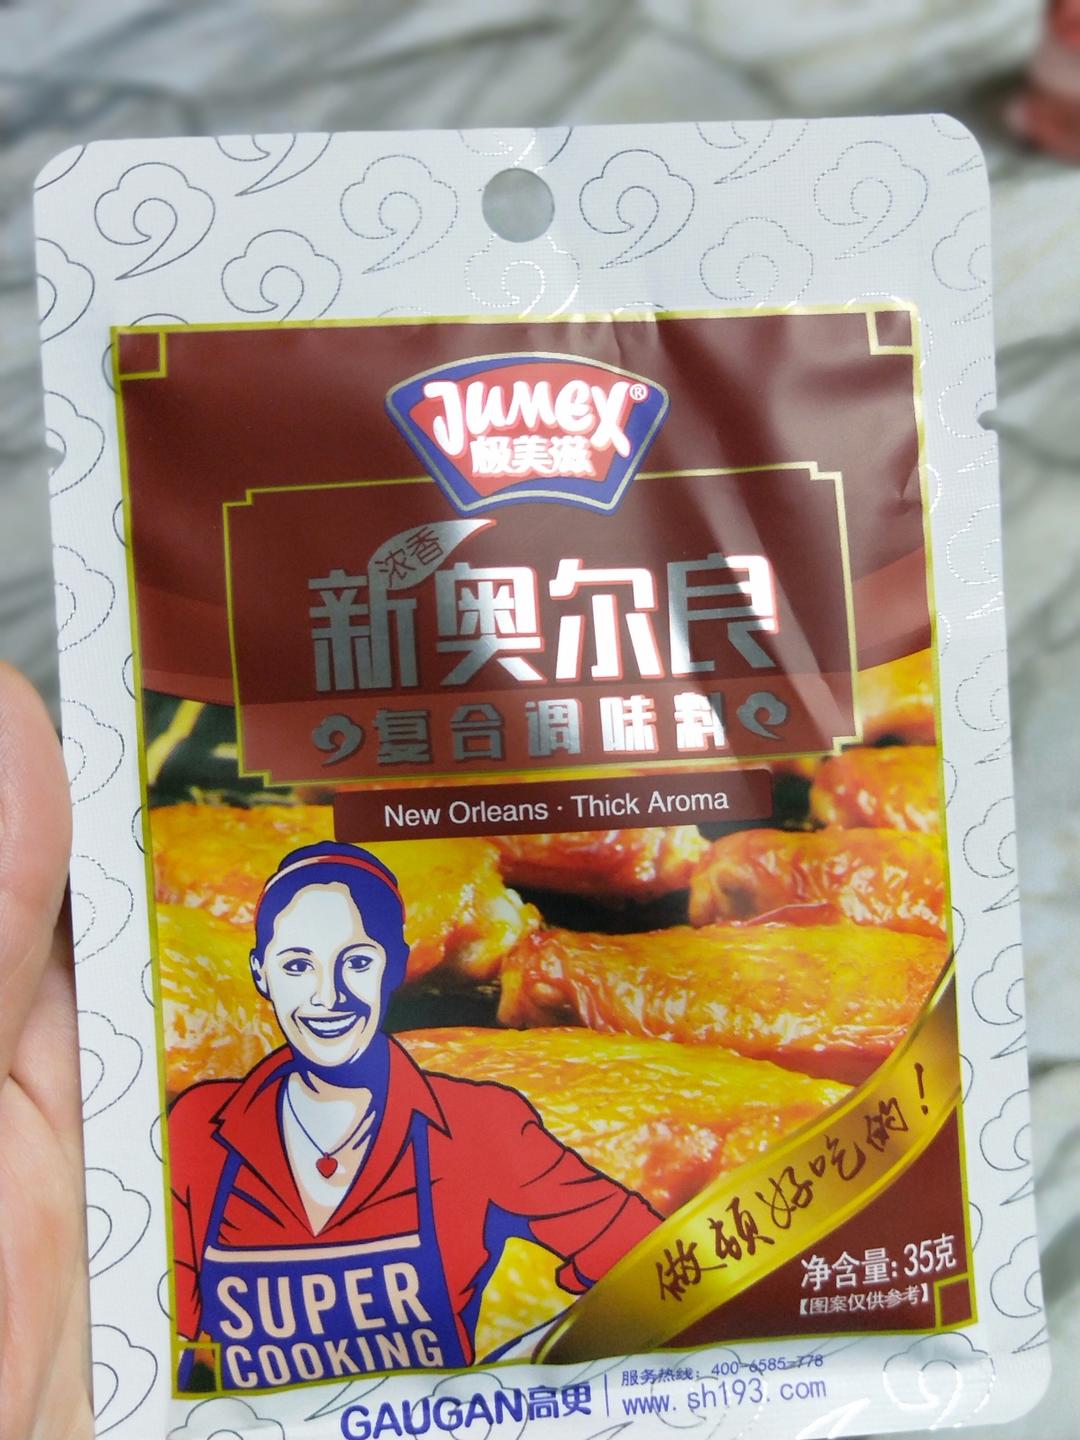 JUMEX®
极美滋
浓香
新奥尔良
复合调味料
New Orleans · Thick Aroma
做顿好吃的！
净含量: 35克
【图案仅供参考】
SUPER
COOKING
GAUGAN高更
服务热线: 400-6585-778
www.sh193.com